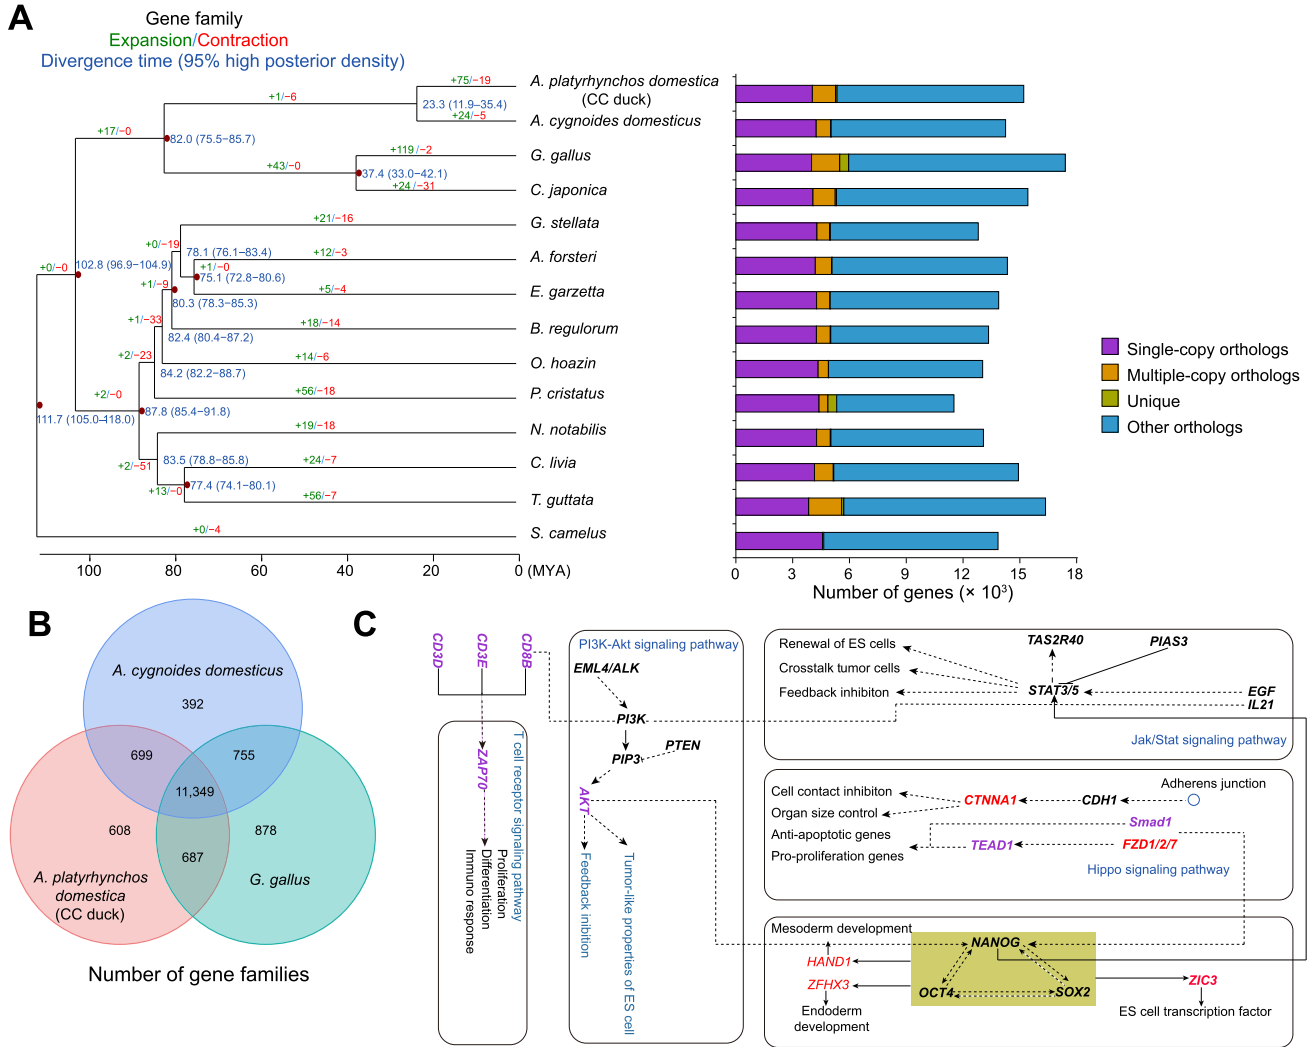 A
Gene family
Expansion/Contraction
Divergence time (95% high posterior density)
+75/−19
A. platyrhynchos domestica
(CC duck)
+1/−6
23.3 (11.9−35.4)
+24/−5
A. cygnoides domesticus
+17/−0
82.0 (75.5−85.7)
+119/−2
G. gallus
+43/−0
37.4 (33.0−42.1)
+24/−31
C. japonica
+21/−16
G. stellata
+0/−19
78.1 (76.1−83.4)
+12/−3
A. forsteri
+0/−0
102.8 (96.9−104.9)
+1/−0
75.1 (72.8−80.6)
+1/−9
+5/−4
E. garzetta
80.3 (78.3−85.3)
+1/−33
+18/−14
B. regulorum
82.4 (80.4−87.2)
+2/−23
+14/−6
O. hoazin
84.2 (82.2−88.7)
+2/−0
+56/−18
P. cristatus
111.7 (105.0−118.0)
87.8 (85.4−91.8)
+19/−18
N. notabilis
+2/−51
83.5 (78.8−85.8)
+24/−7
C. livia
+13/−0
77.4 (74.1−80.1)
+56/−7
T. guttata
+0/−4
S. camelus
100 80 60 40 20 0 (MYA)
0 3 6 9 12 15 18
Number of genes (× 10³)
Single-copy orthologs
Multiple-copy orthologs
Unique
Other orthologs
B
A. cygnoides domesticus
392
699
755
11,349
608
878
687
A. platyrhynchos
domestica
(CC duck)
G. gallus
Number of gene families
C
CD3D
CD3E
CD8B
ZAP70
T cell receptor signaling pathway
Proliferation
Differentiation
Immuno response
PI3K-Akt signaling pathway
EML4/ALK
PI3K
PTEN
PIP3
AKT
Feedback inibition
Tumor-like properties of ES cell
Renewal of ES cells
TAS2R40
PIAS3
Crosstalk tumor cells
Feedback inhibiton
STAT3/5
EGF
IL21
Jak/Stat signaling pathway
Adherens junction
Cell contact inhibiton
CTNNA1
CDH1
Organ size control
Smad1
Anti-apoptotic genes
TEAD1
FZD1/2/7
Pro-proliferation genes
Hippo signaling pathway
Mesoderm development
NANOG
HAND1
ZFHX3
OCT4
SOX2
ZIC3
Endoderm
development
ES cell transcription factor